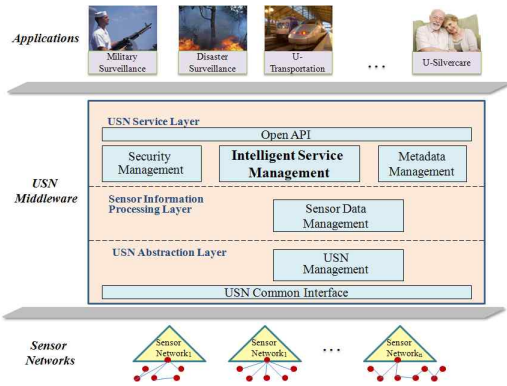 Applications
Military
Surveillance
Disaster
Surveillance
U-
Transportation
...
U-Silvercare
USN
Middleware
USN Service Layer
Open API
Security
Management
Intelligent Service
Management
Metadata
Management
Sensor Information
Processing Layer
Sensor Data
Management
USN Abstraction Layer
USN
Management
USN Common Interface
Sensor
Networks
Sensor
Network1
Sensor
Network1
...
Sensor
Networkn